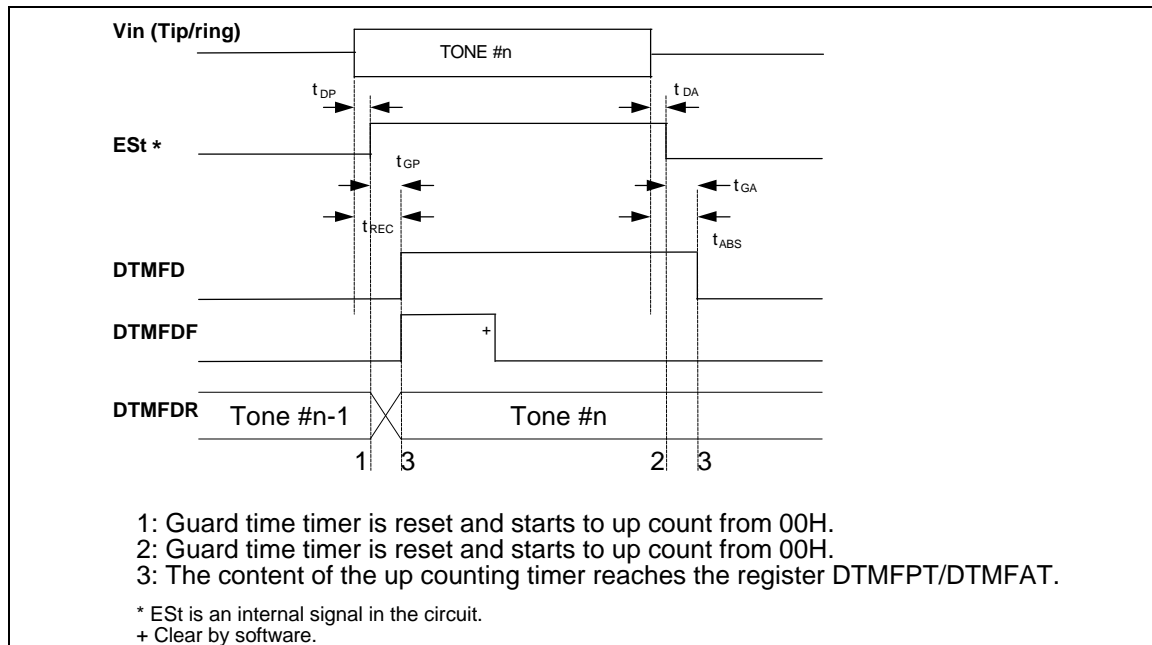 Vin (Tip/ring)
TONE #n
tDP
tDA
ESt *
tGP
tGA
tREC
tABS
DTMFD
DTMFDF
+
DTMFDR
Tone #n-1
Tone #n
1 3 2 3
1: Guard time timer is reset and starts to up count from 00H.
2: Guard time timer is reset and starts to up count from 00H.
3: The content of the up counting timer reaches the register DTMFPT/DTMFAT.
* ESt is an internal signal in the circuit.
+ Clear by software.